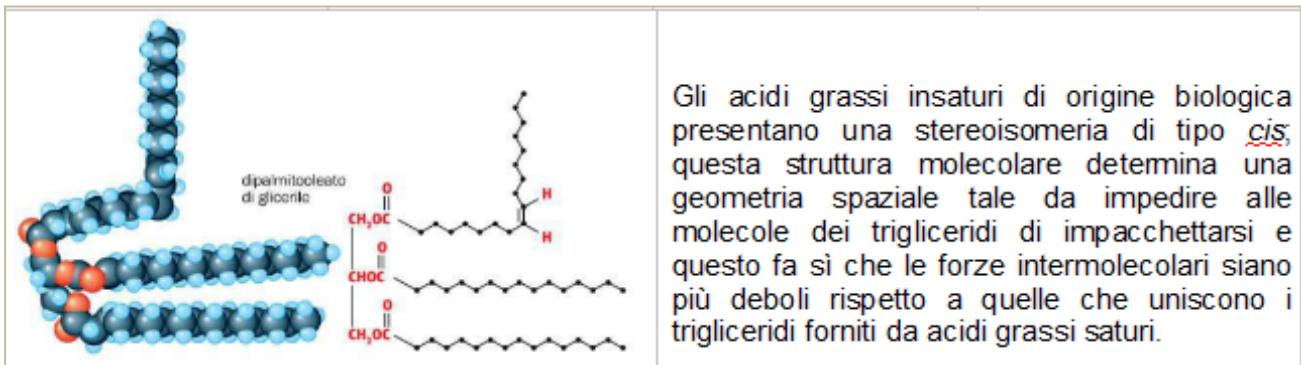 dipalmitooleato
di glicerile
O
CH₂OC
H
H
O
CHOC
O
CH₂OC
Gli acidi grassi insaturi di origine biologica
presentano una stereoisomeria di tipo cis;
questa struttura molecolare determina una
geometria spaziale tale da impedire alle
molecole dei trigliceridi di impacchettarsi e
questo fa sì che le forze intermolecolari siano
più deboli rispetto a quelle che uniscono i
trigliceridi forniti da acidi grassi saturi.